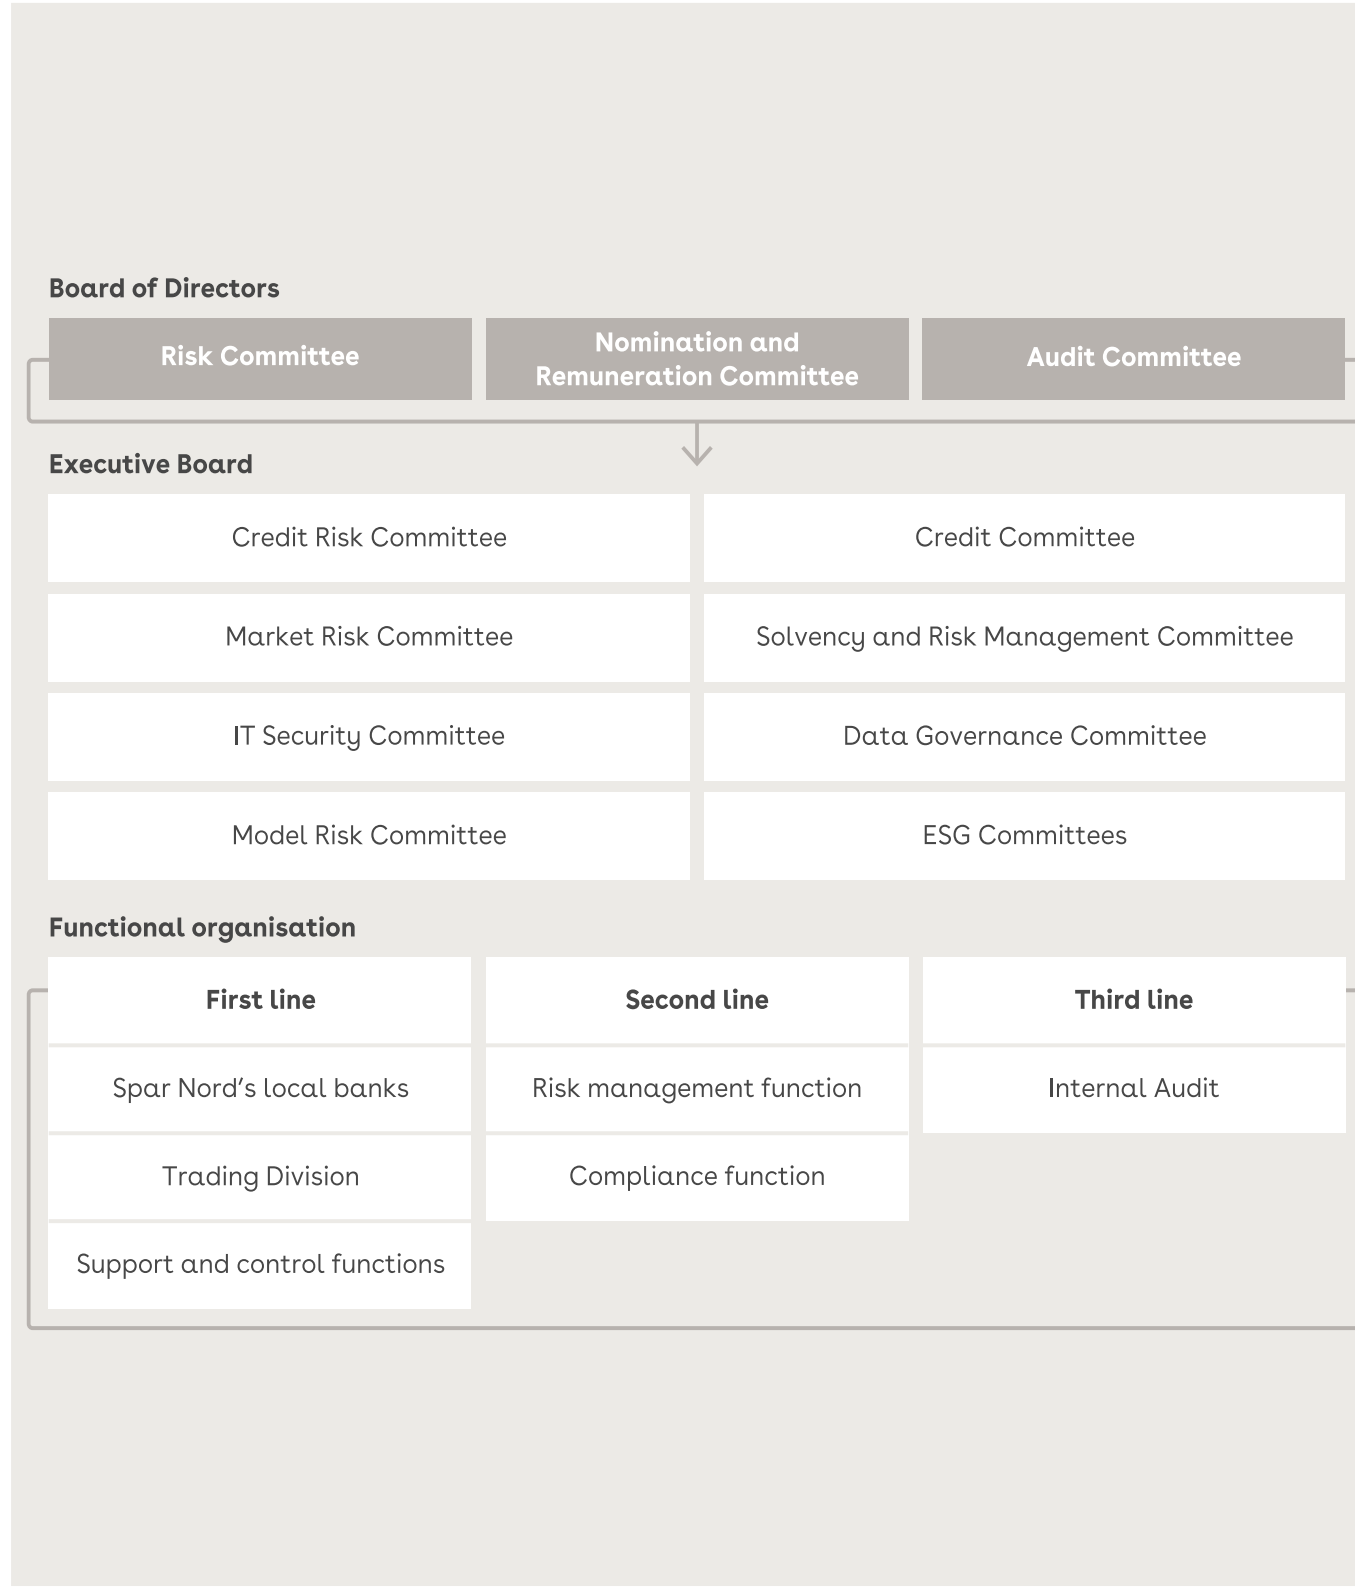 Board of Directors
Risk Committee
Nomination and
Remuneration Committee
Audit Committee
Executive Board
Credit Risk Committee
Credit Committee
Market Risk Committee
Solvency and Risk Management Committee
IT Security Committee
Data Governance Committee
Model Risk Committee
ESG Committees
Functional organisation
First line
Second line
Third line
Spar Nord’s local banks
Risk management function
Internal Audit
Trading Division
Compliance function
Support and control functions